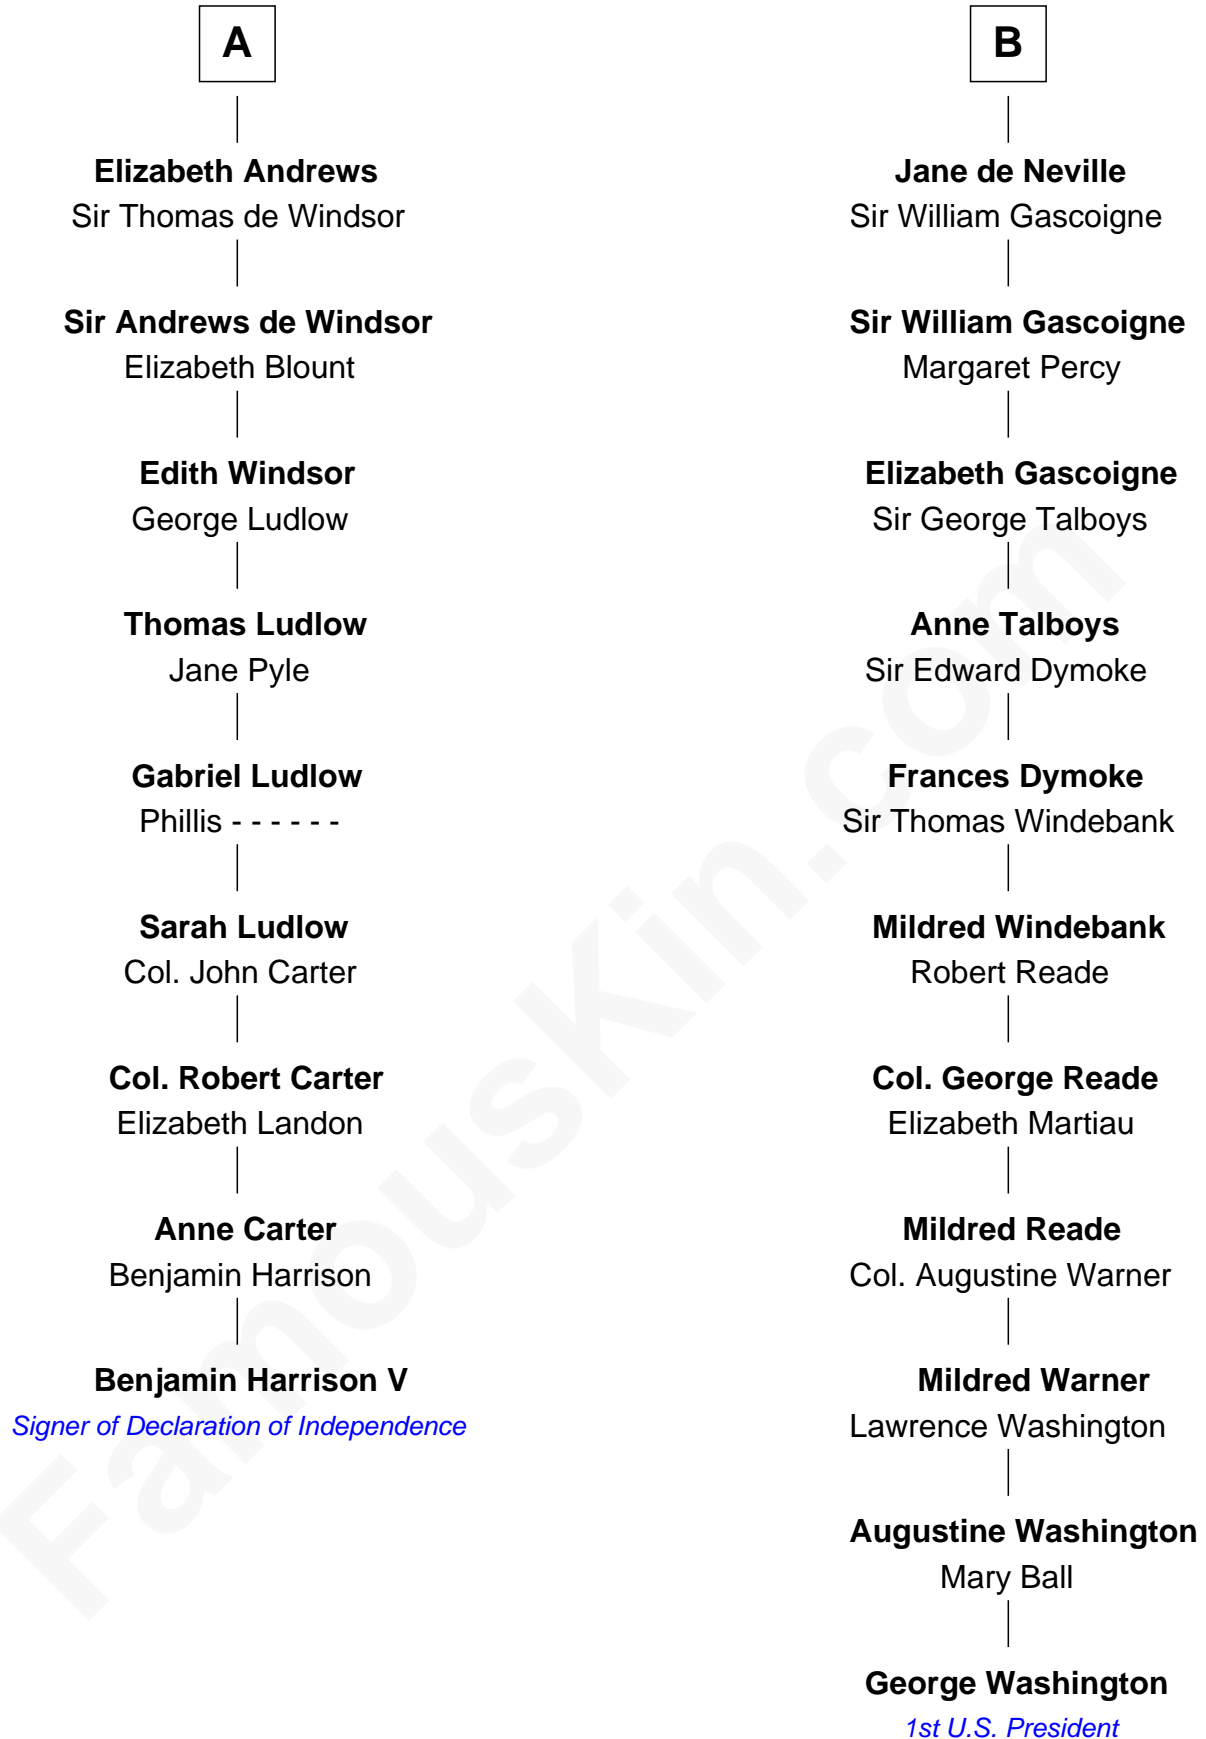 A
Elizabeth Andrews
Sir Thomas de Windsor
Sir Andrews de Windsor
Elizabeth Blount
Edith Windsor
George Ludlow
Thomas Ludlow
Jane Pyle
Gabriel Ludlow
Phillis - - - - - -
Sarah Ludlow
Col. John Carter
Col. Robert Carter
Elizabeth Landon
Anne Carter
Benjamin Harrison
Benjamin Harrison V
Signer of Declaration of Independence
B
Jane de Neville
Sir William Gascoigne
Sir William Gascoigne
Margaret Percy
Elizabeth Gascoigne
Sir George Talboys
Anne Talboys
Sir Edward Dymoke
Frances Dymoke
Sir Thomas Windebank
Mildred Windebank
Robert Reade
Col. George Reade
Elizabeth Martiau
Mildred Reade
Col. Augustine Warner
Mildred Warner
Lawrence Washington
Augustine Washington
Mary Ball
George Washington
1st U.S. President
FamousKin.com